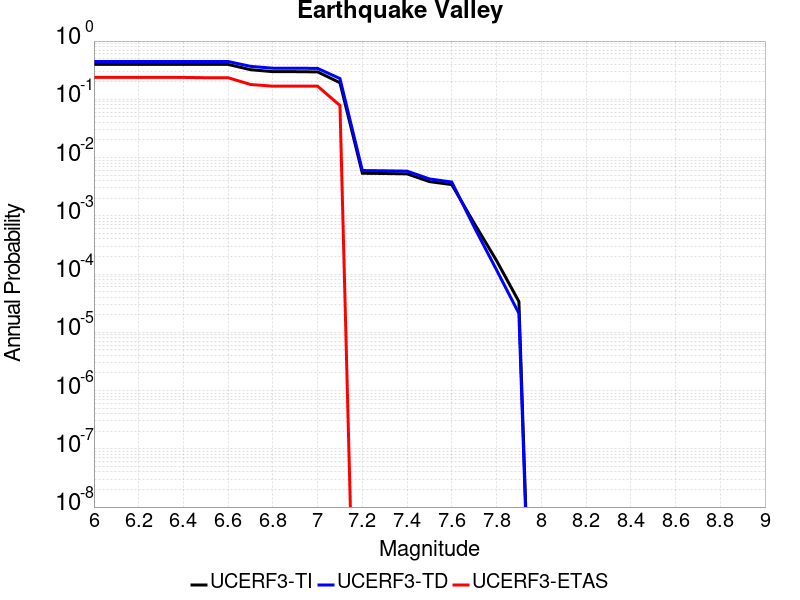 Earthquake Valley
10 0
10 -1
10 -2
10 -3
10 -4
10 -5
10 -6
10 -7
10 -8
Annual Probability
6 6.2 6.4 6.6 6.8 7 7.2 7.4 7.6 7.8 8 8.2 8.4 8.6 8.8 9
Magnitude
UCERF3-TI UCERF3-TD UCERF3-ETAS